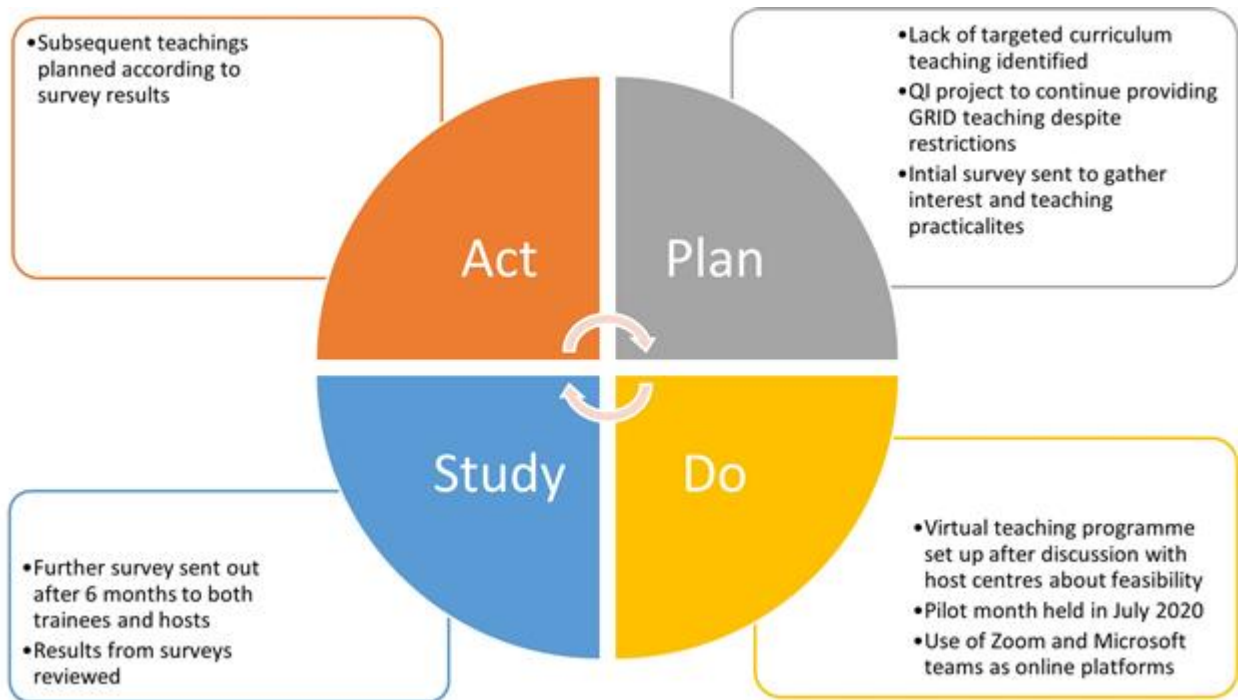 •Subsequent teachings
planned according to
survey results
•Lack of targeted curriculum
teaching identified
•QI project to continue providing
GRID teaching despite
restrictions
•Intial survey sent to gather
interest and teaching
practicalites
Act
Plan
Study
Do
•Further survey sent out
after 6 months to both
trainees and hosts
•Results from surveys
reviewed
•Virtual teaching programme
set up after discussion with
host centres about feasibility
•Pilot month held in July 2020
•Use of Zoom and Microsoft
teams as online platforms